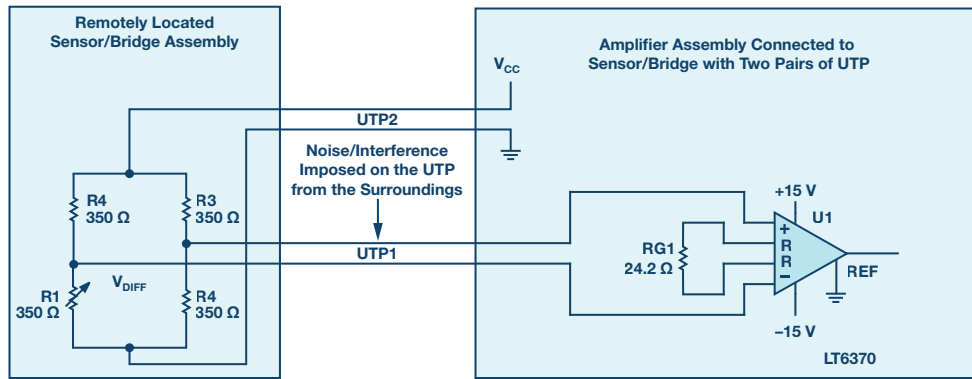 Remotely Located
Sensor/Bridge Assembly
Amplifier Assembly Connected to
Sensor/Bridge with Two Pairs of UTP
VCC
UTP2
Noise/Interference
Imposed on the UTP
from the Surroundings
R4
350 Ω
R3
350 Ω
UTP1
VDIFF
R1
350 Ω
R4
350 Ω
+15 V
U1
+
R
R
−
RG1
24.2 Ω
REF
−15 V
LT6370